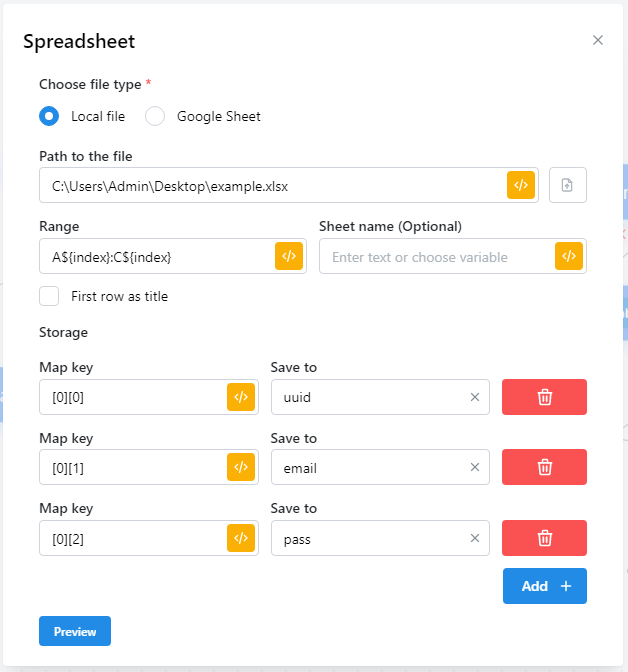 Spreadsheet
Choose file type *
Local file Google Sheet
Path to the file
C:\Users\Admin\Desktop\example.xlsx </>
Range Sheet name (Optional)
A${index}:C${index} </> Enter text or choose variable </>
First row as title
Storage
Map key Save to
[0][0] </> uuid
Map key Save to
[0][1] </> email
Map key Save to
[0][2] </> pass
Add +
Preview